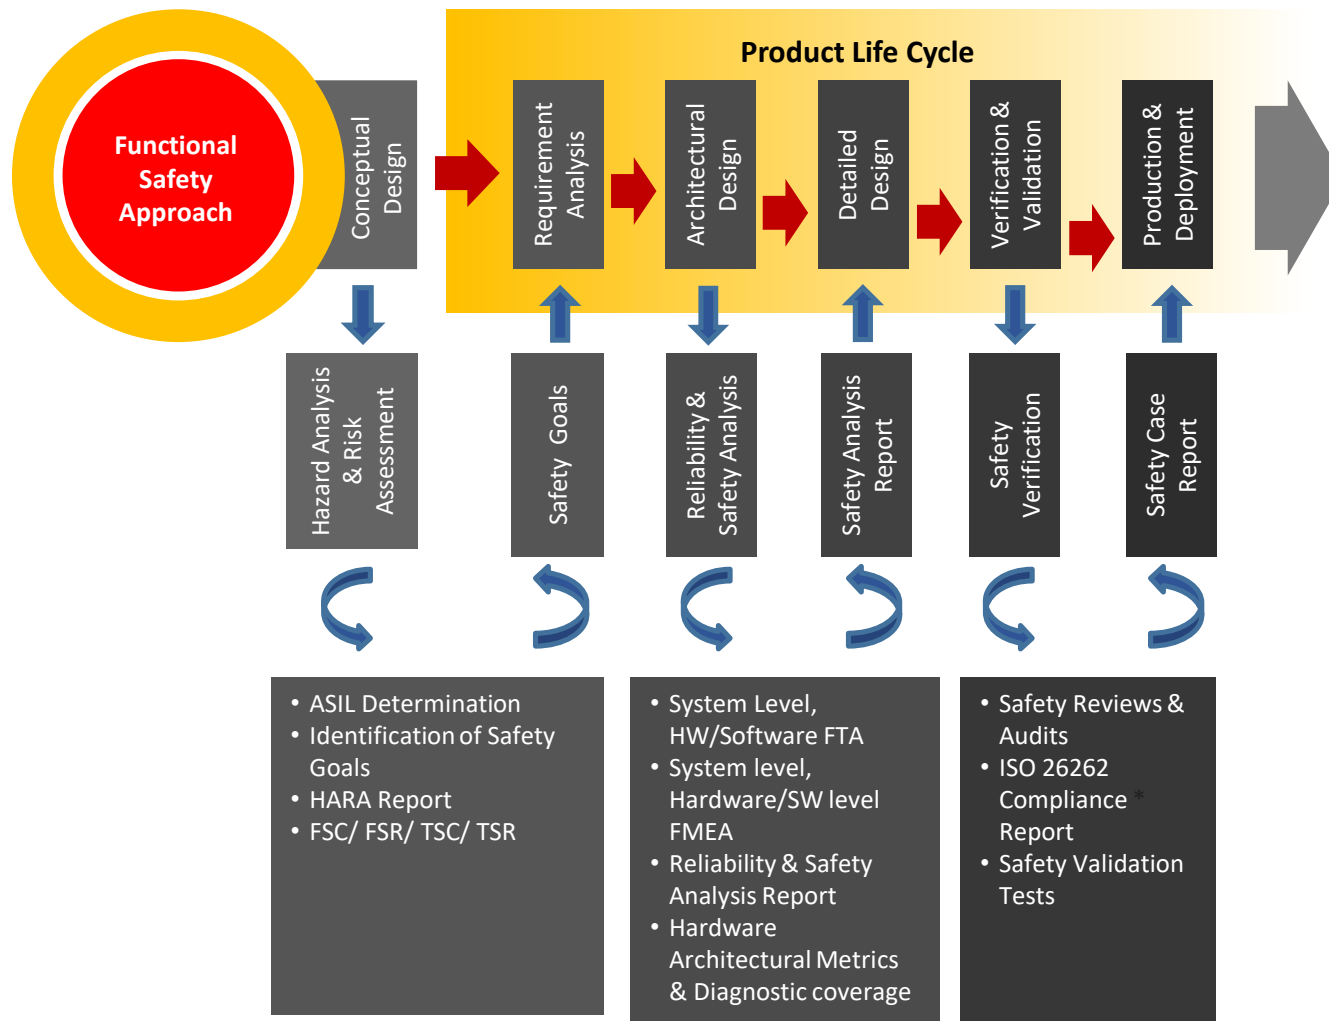 Product Life Cycle
Functional
Safety
Approach
Conceptual
Design
Requirement
Analysis
Architectural
Design
Detailed
Design
Verification &
Validation
Production &
Deployment
Hazard Analysis
& Risk
Assessment
Safety Goals
Reliability &
Safety Analysis
Safety Analysis
Report
Safety
Verification
Safety Case
Report
• ASIL Determination
• Identification of Safety
Goals
• HARA Report
• FSC/ FSR/ TSC/ TSR
• System Level,
HW/Software FTA
• System level,
Hardware/SW level
FMEA
• Reliability & Safety
Analysis Report
• Hardware
Architectural Metrics
& Diagnostic coverage
• Safety Reviews &
Audits
• ISO 26262
Compliance *
Report
• Safety Validation
Tests